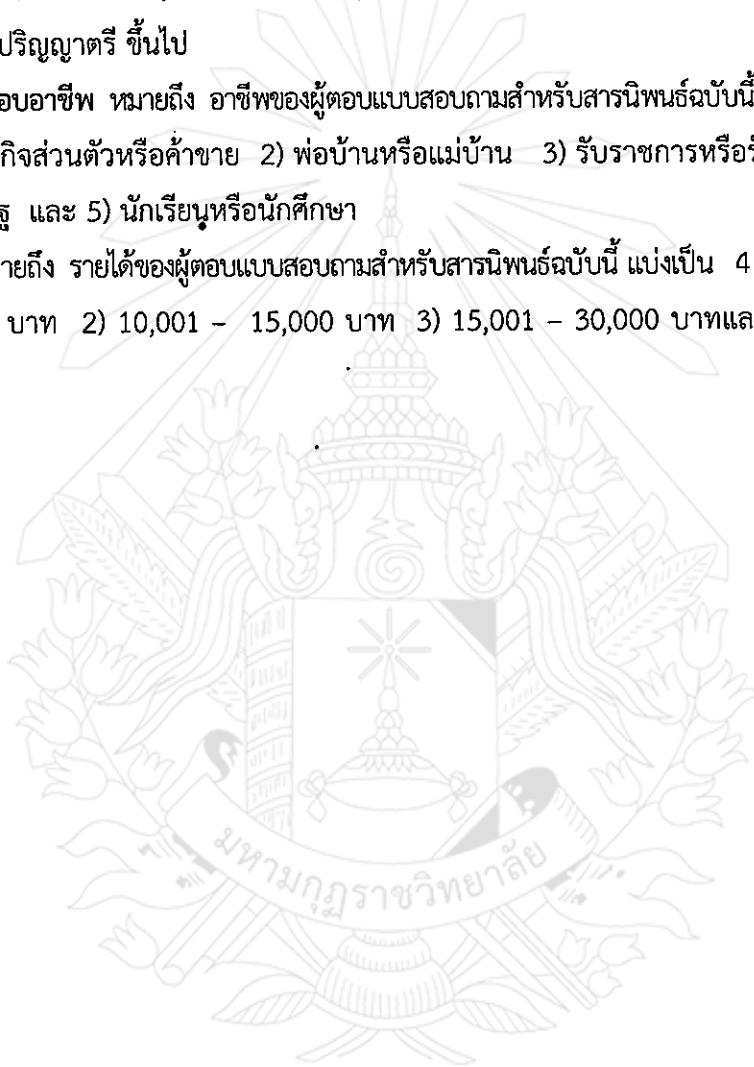 ปริญญาตรี ขึ้นไป
อบอาชีพ หมายถึง อาชีพของผู้ตอบแบบสอบถามสำหรับสารนิพนธ์ฉบับนี้
กิจส่วนตัวหรือค้าขาย 2) พ่อบ้านหรือแม่บ้าน 3) รับราชการหรือรั
ฐ และ 5) นักเรียนหรือนักศึกษา
ายถึง รายได้ของผู้ตอบแบบสอบถามสำหรับสารนิพนธ์ฉบับนี้ แบ่งเป็น 4
บาท 2) 10,001 – 15,000 บาท 3) 15,001 – 30,000 บาทแล
มหามกุฏราชวิทยาลัย